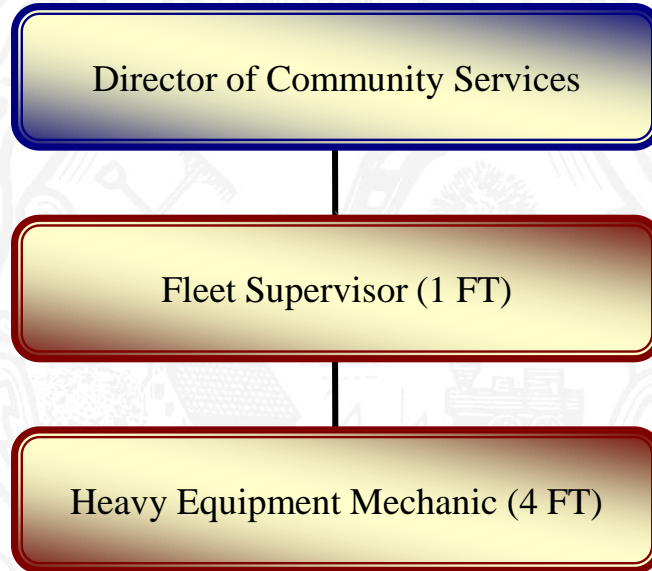 Director of Community Services
Fleet Supervisor (1 FT)
Heavy Equipment Mechanic (4 FT)